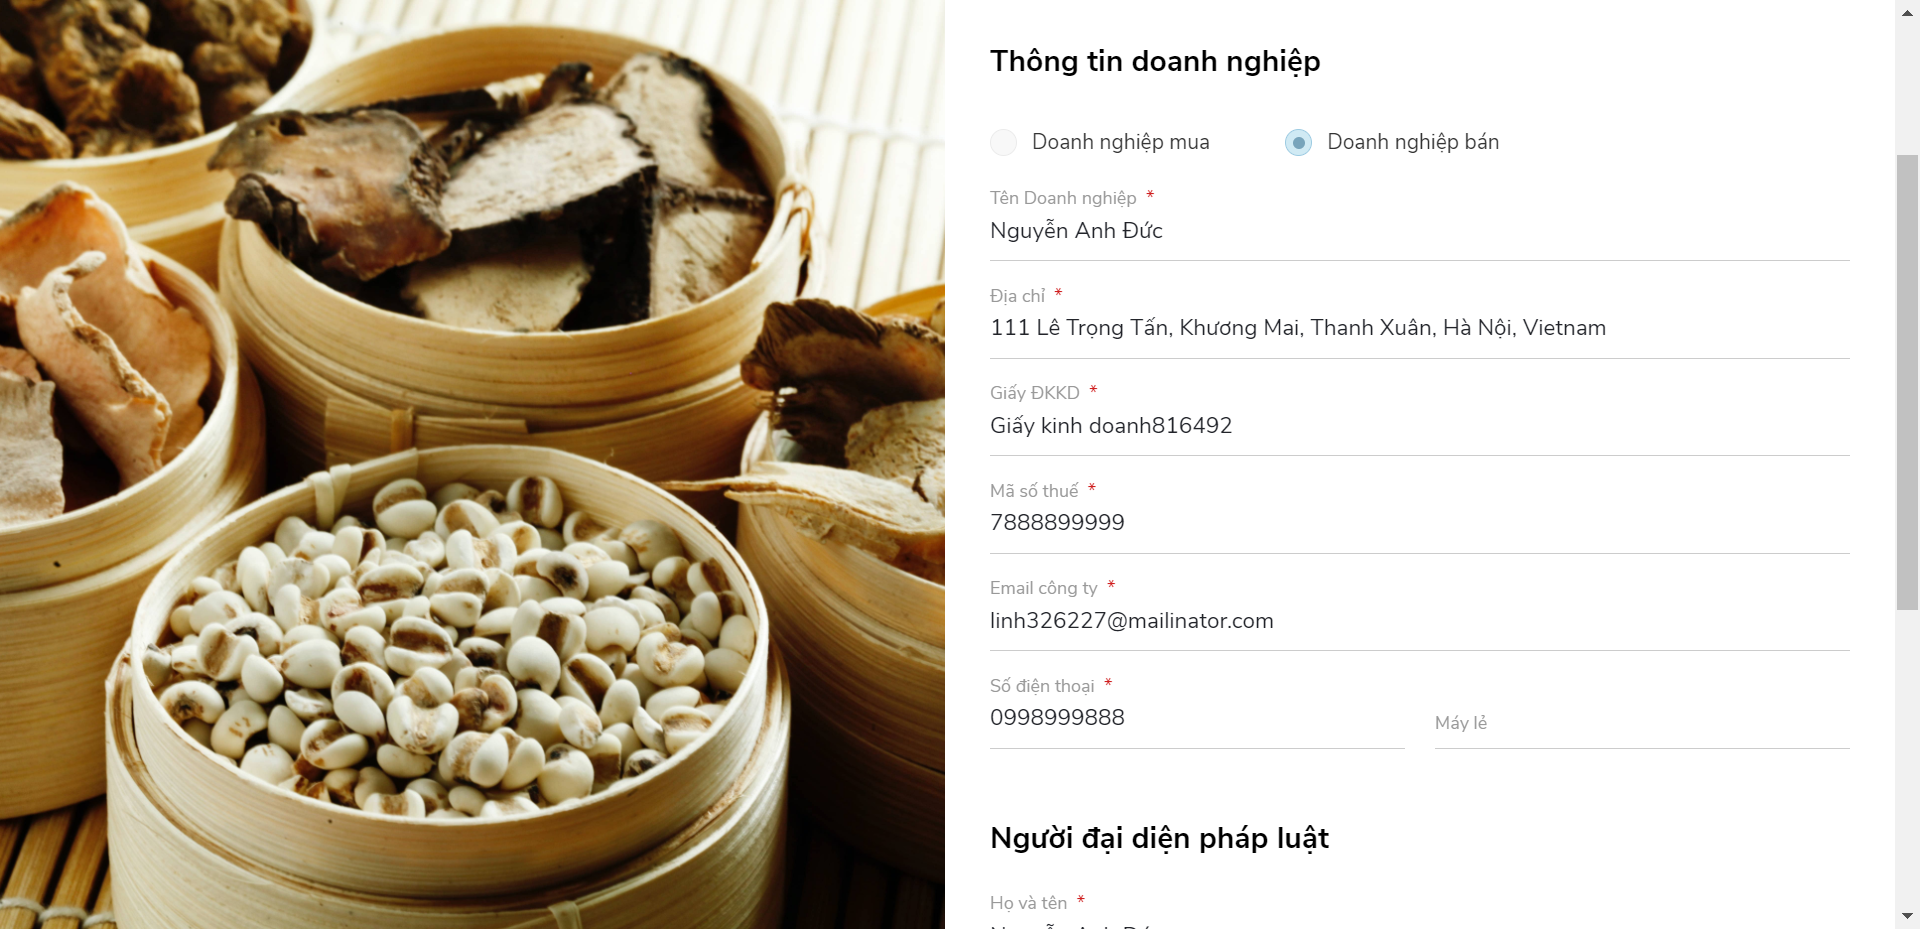 Thông tin doanh nghiệp
Doanh nghiệp mua Doanh nghiệp bán
Tên Doanh nghiệp *
Nguyễn Anh Đức
Địa chỉ *
111 Lê Trọng Tấn, Khương Mai, Thanh Xuân, Hà Nội, Vietnam
Giấy ĐKKD *
Giấy kinh doanh816492
Mã số thuế *
7888899999
Email công ty *
linh326227@mailinator.com
Số điện thoại *
0998999888
Máy lẻ
Người đại diện pháp luật
Họ và tên *